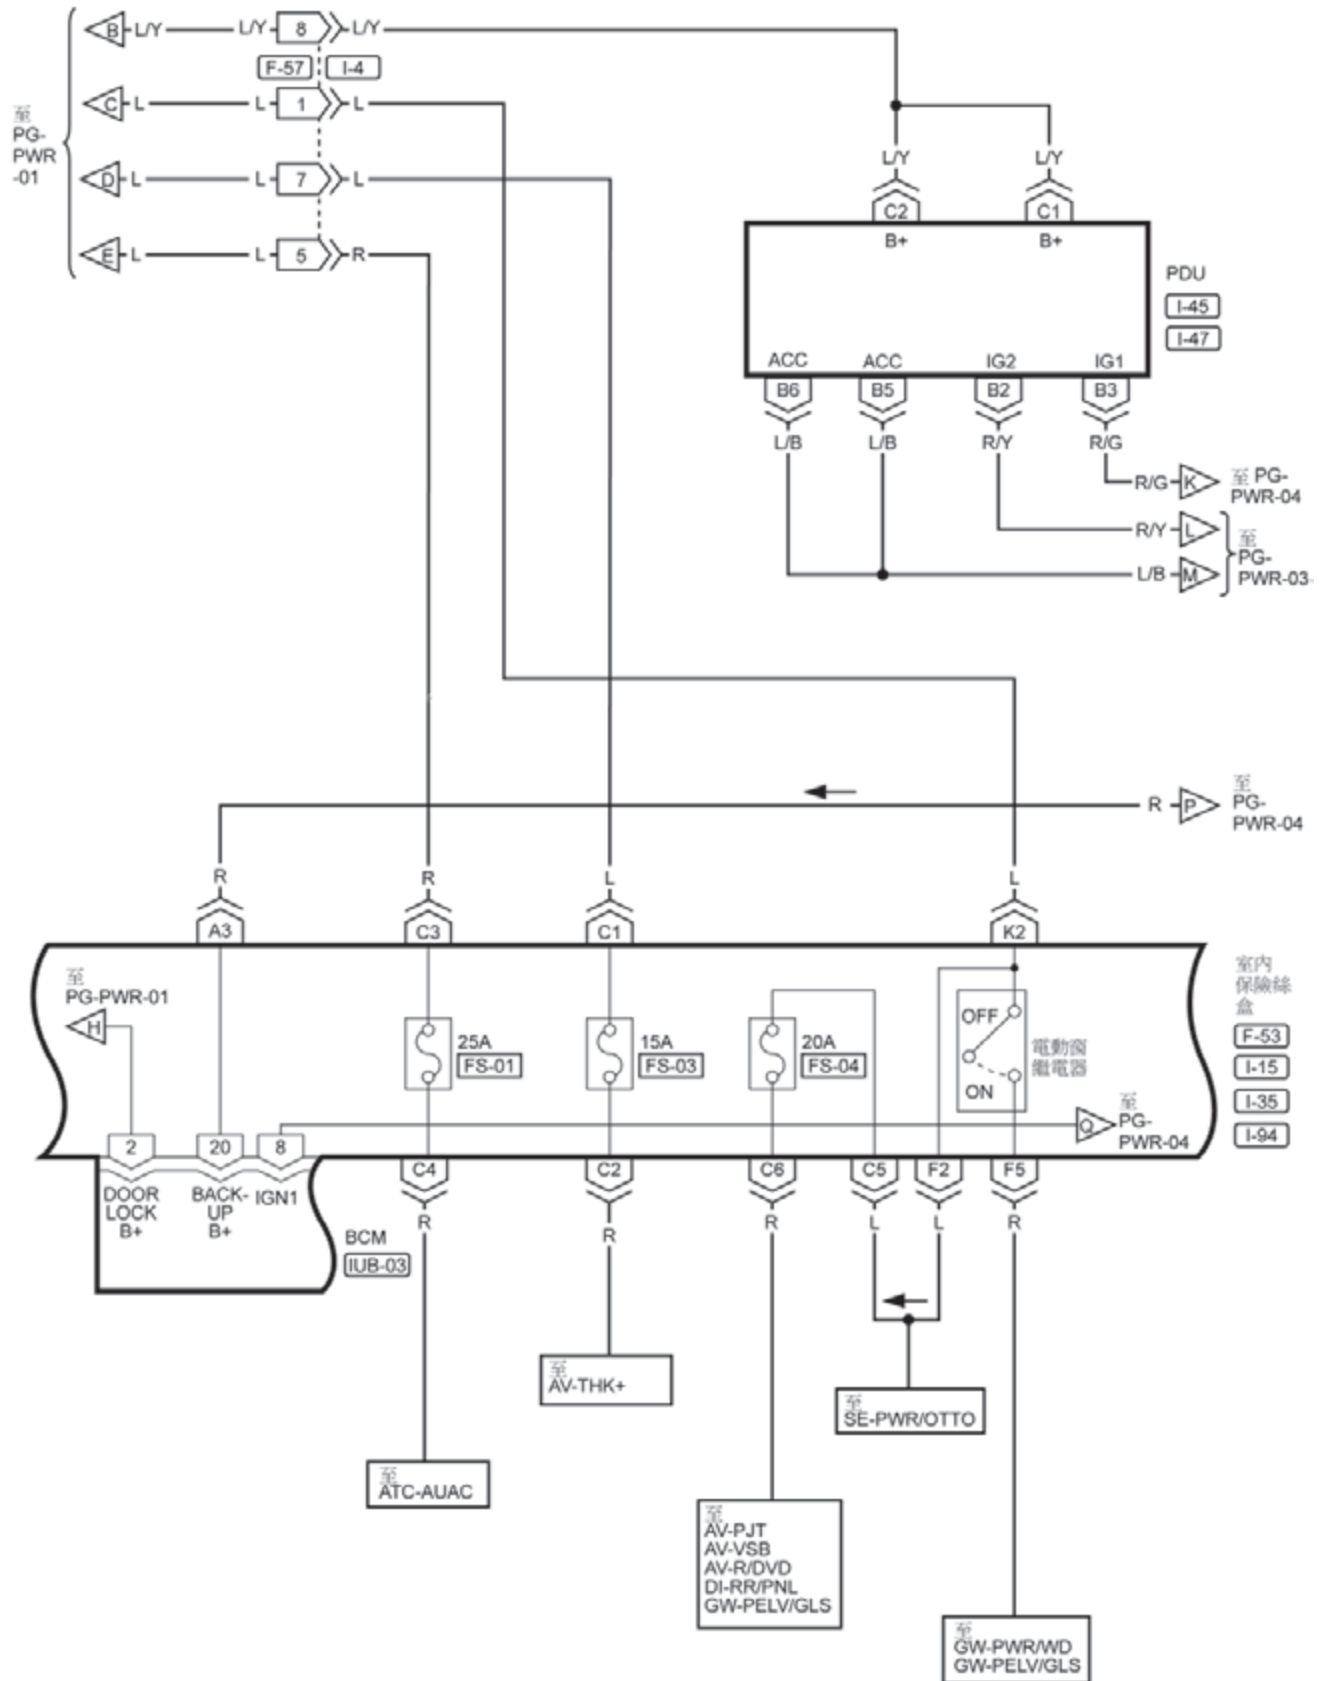 B L/Y L/Y 8 L/Y
F-57 I-4
C L L 1 L
至
PG-
PWR
-01
D L L 7 L
E L L 5 R
L/Y L/Y
C2 C1
B+ B+
PDU
I-45
I-47
ACC ACC IG2 IG1
B6 B5 B2 B3
L/B L/B R/Y R/G
R/G K 至 PG-
PWR-04
R/Y L
L/B M
至
PG-
PWR-03
R P
至
PG-
PWR-04
R R L L
A3 C3 C1 K2
至
PG-PWR-01
H
25A
FS-01
15A
FS-03
20A
FS-04
OFF
ON
電動窗
繼電器
Q
至
PG-
PWR-04
室內
保險絲
盒
F-53
I-15
I-35
I-94
2 20 8
C4 C2 C6 C5 F2 F5
DOOR
LOCK
B+
BACK-
UP
B+
IGN1
R R R L L R
BCM
IUB-03
至
AV-THK+
至
SE-PWR/OTTO
至
ATC-AUAC
至
AV-PJT
AV-VSB
AV-R/DVD
DI-RR/PNL
GW-PELV/GLS
至
GW-PWR/WD
GW-PELV/GLS